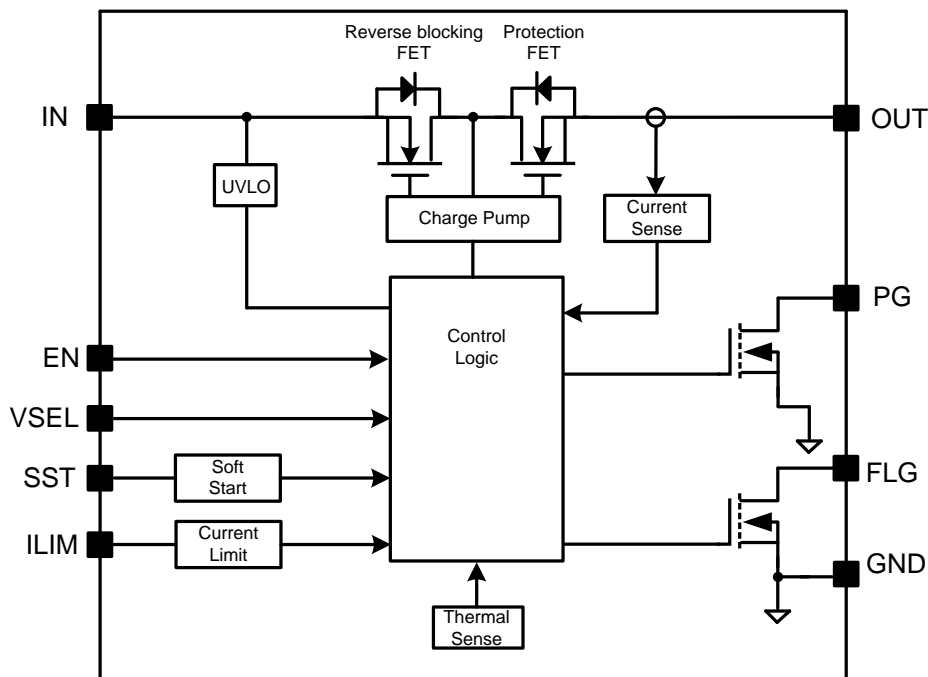 Reverse blocking
FET
Protection
FET
IN
OUT
UVLO
Charge Pump
Current
Sense
PG
Control
Logic
EN
VSEL
SST
Soft
Start
FLG
ILIM
Current
Limit
GND
Thermal
Sense